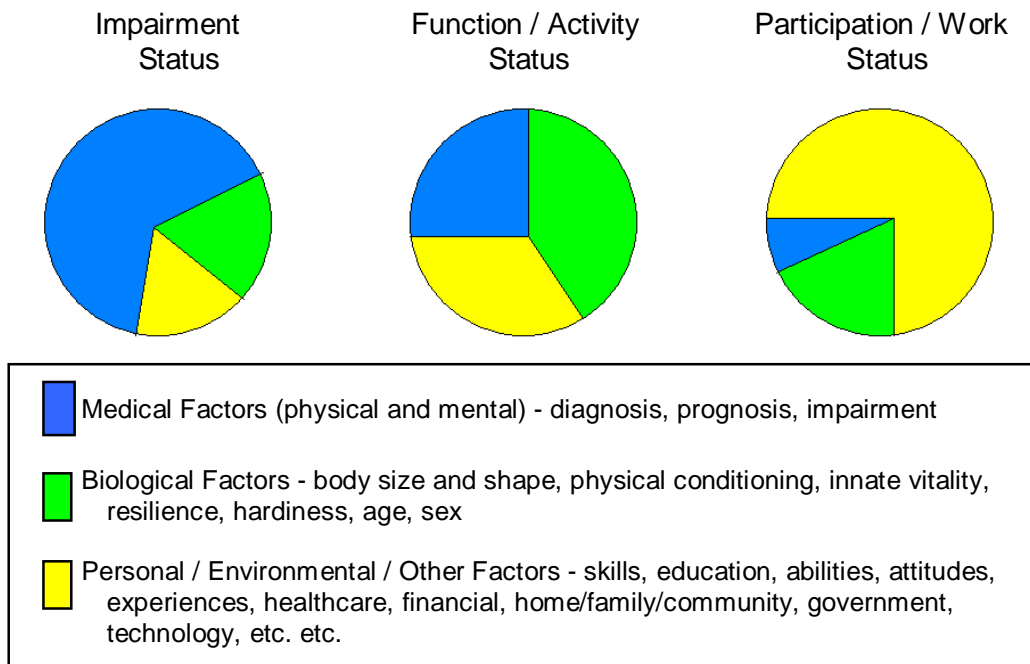 Impairment
Status
Function / Activity
Status
Participation / Work
Status
Medical Factors (physical and mental) - diagnosis, prognosis, impairment
Biological Factors - body size and shape, physical conditioning, innate vitality,
resilience, hardiness, age, sex
Personal / Environmental / Other Factors - skills, education, abilities, attitudes,
experiences, healthcare, financial, home/family/community, government,
technology, etc. etc.